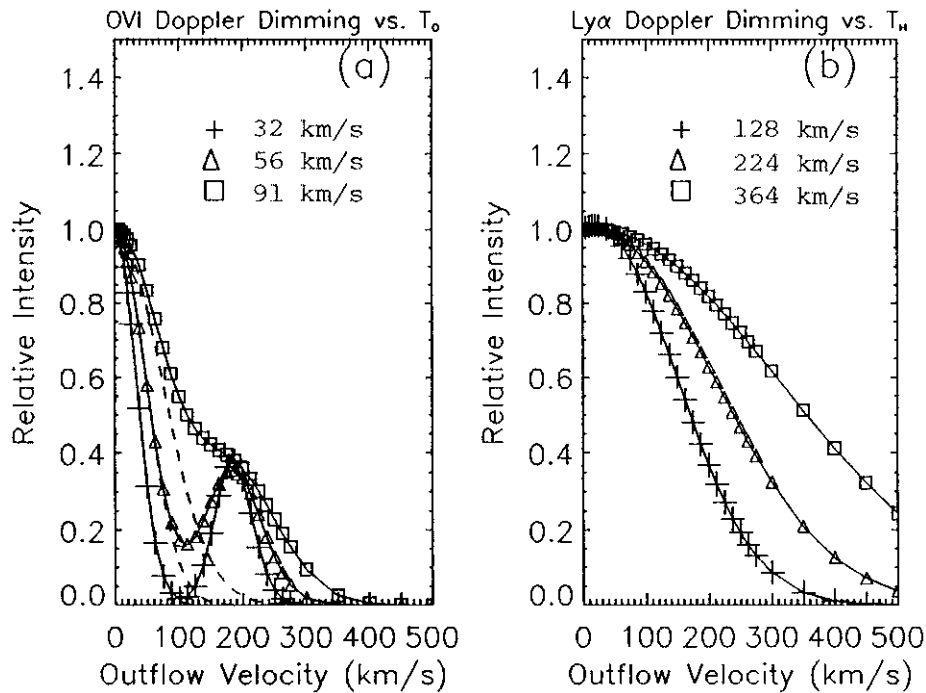 OVI Doppler Dimming vs. T₀
(a)
+ 32 km/s
△ 56 km/s
□ 91 km/s
Relative Intensity
1.4
1.2
1.0
0.8
0.6
0.4
0.2
0.0
0 100 200 300 400 500
Outflow Velocity (km/s)
Lyα Doppler Dimming vs. T_H
(b)
+ 128 km/s
△ 224 km/s
□ 364 km/s
Relative Intensity
1.4
1.2
1.0
0.8
0.6
0.4
0.2
0.0
0 100 200 300 400 500
Outflow Velocity (km/s)